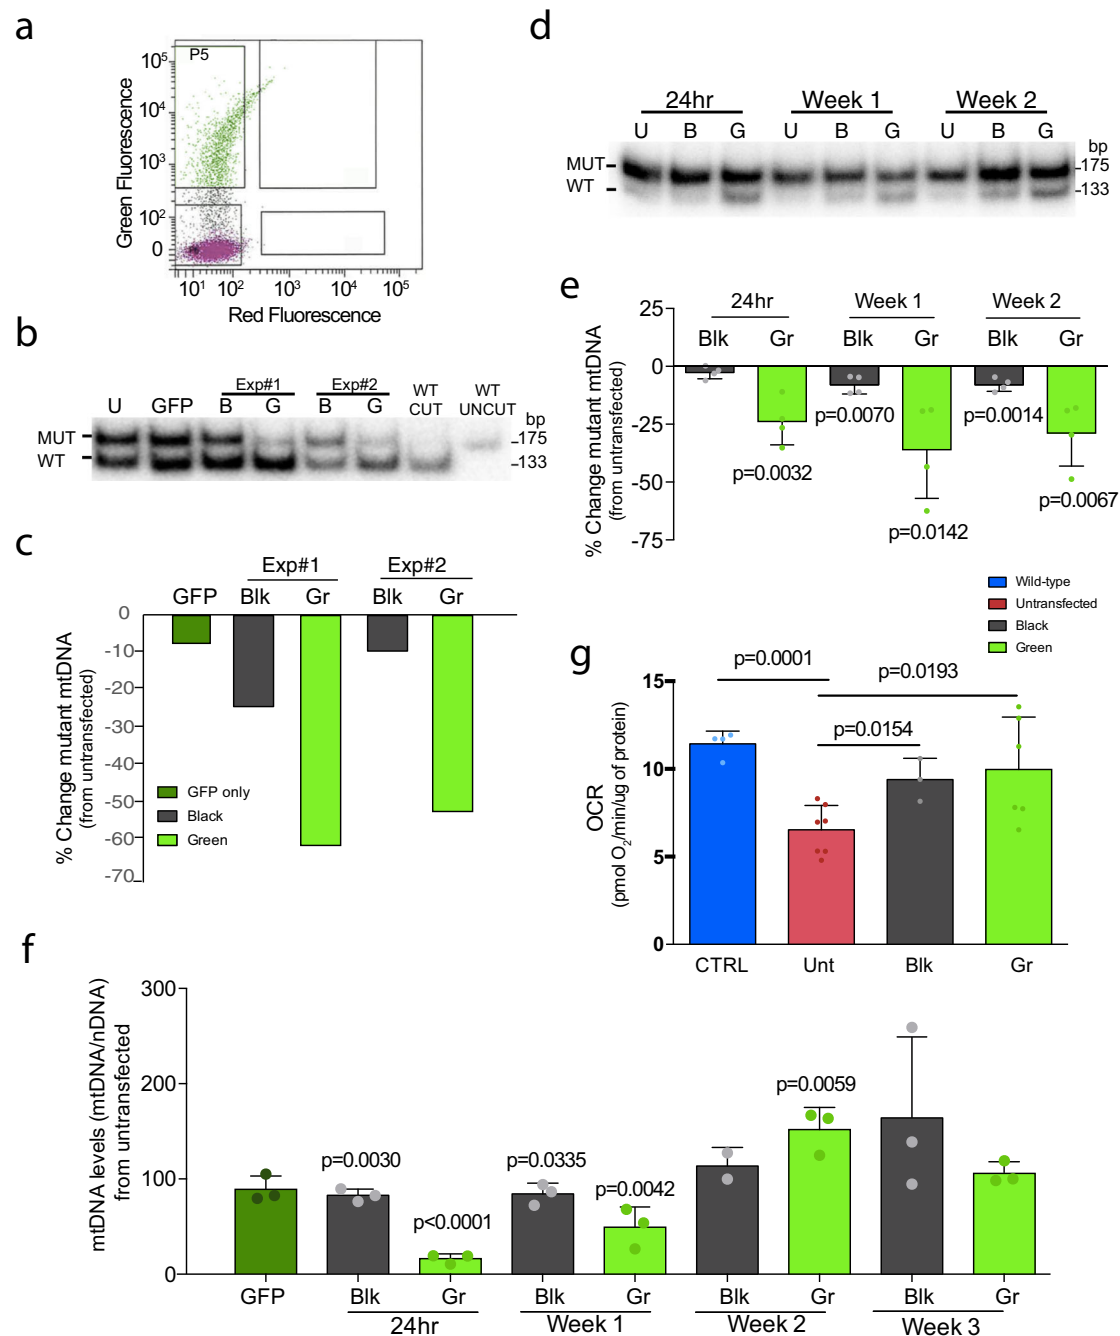 a
P5
Green Fluorescence
10⁵
10⁴
10³
10²
0
10¹ 10² 10³ 10⁴ 10⁵
Red Fluorescence
b
Exp#1 Exp#2
U GFP B G B G WT CUT WT UNCUT
bp
MUT
WT
-175
-133
c
Exp#1 Exp#2
GFP Blk Gr Blk Gr
% Change mutant mtDNA
(from untransfected)
0
-10
-20
-30
-40
-50
-60
-70
GFP only
Black
Green
d
24hr Week 1 Week 2
U B G U B G U B G
bp
MUT
WT
-175
-133
e
24hr Week 1 Week 2
Blk Gr Blk Gr Blk Gr
% Change mutant mtDNA
(from untransfected)
25
0
-25
-50
-75
p=0.0032
p=0.0070
p=0.0142
p=0.0014
p=0.0067
Wild-type
Untransfected
Black
Green
g
p=0.0001
p=0.0193
p=0.0154
OCR
(pmol O₂/min/ug of protein)
15
10
5
0
CTRL Unt Blk Gr
f
mtDNA levels (mtDNA/nDNA)
from untransfected
300
200
100
0
p=0.0030
p<0.0001
p=0.0335
p=0.0042
p=0.0059
GFP Blk Gr Blk Gr Blk Gr Blk Gr
24hr Week 1 Week 2 Week 3